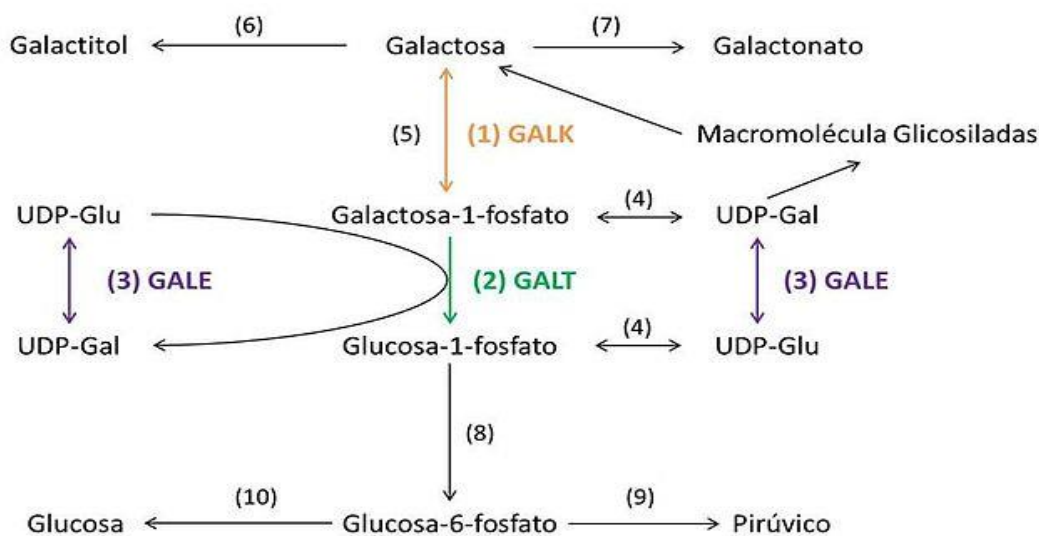 (6) (7)
Galactitol Galactosa Galactonato
(5) (1) GALK
Macromolécula Glicosiladas
UDP-Glu Galactosa-1-fosfato (4) UDP-Gal
(3) GALE (2) GALT (3) GALE
UDP-Gal Glucosa-1-fosfato (4) UDP-Glu
(8)
(10) (9)
Glucosa Glucosa-6-fosfato Pirúvico